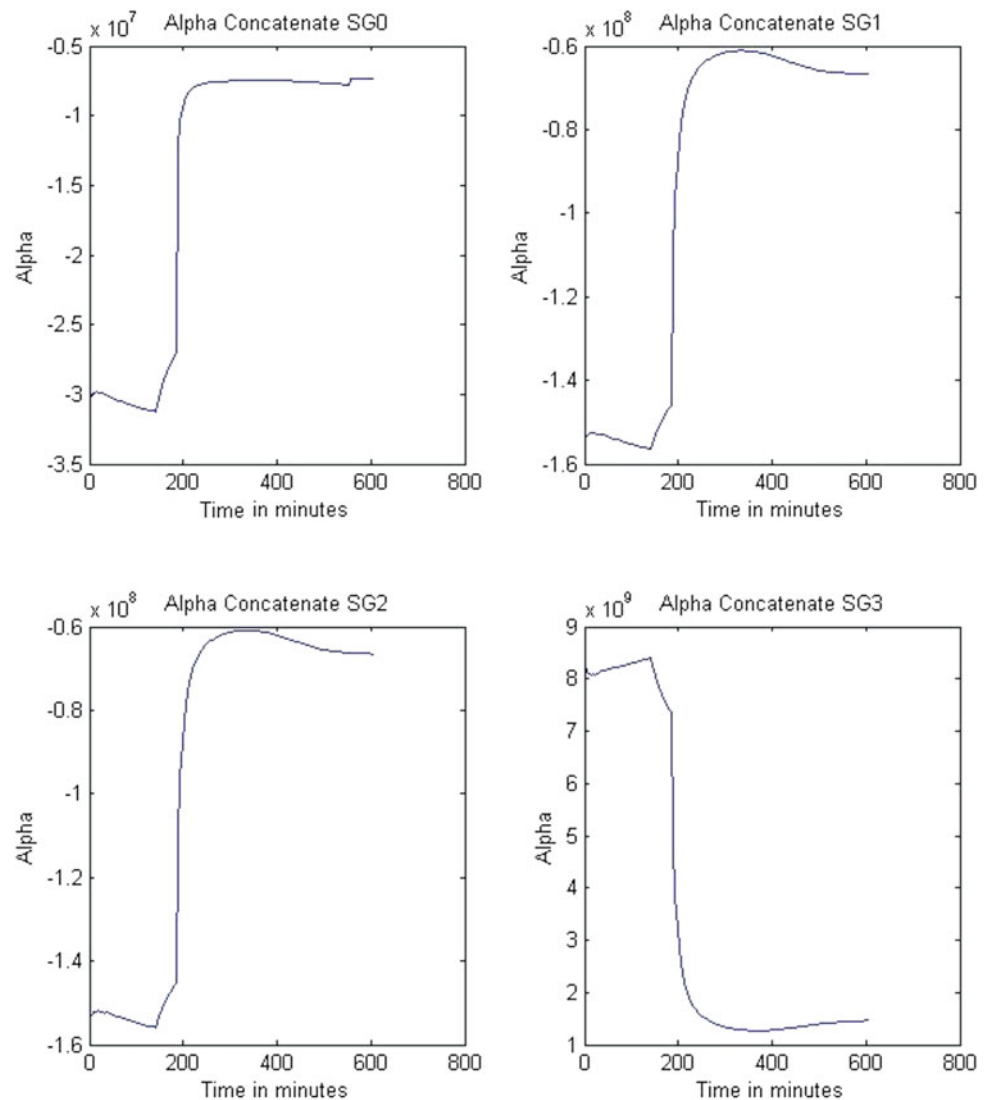 x 10^7 Alpha Concatenate SG0
-0.5
-1
-1.5
-2
-2.5
-3
-3.5
Alpha
0 200 400 600 800
Time in minutes
x 10^8 Alpha Concatenate SG1
-0.6
-0.8
-1
-1.2
-1.4
-1.6
Alpha
0 200 400 600 800
Time in minutes
x 10^8 Alpha Concatenate SG2
-0.6
-0.8
-1
-1.2
-1.4
-1.6
Alpha
0 200 400 600 800
Time in minutes
x 10^9 Alpha Concatenate SG3
9
8
7
6
5
4
3
2
1
Alpha
0 200 400 600 800
Time in minutes